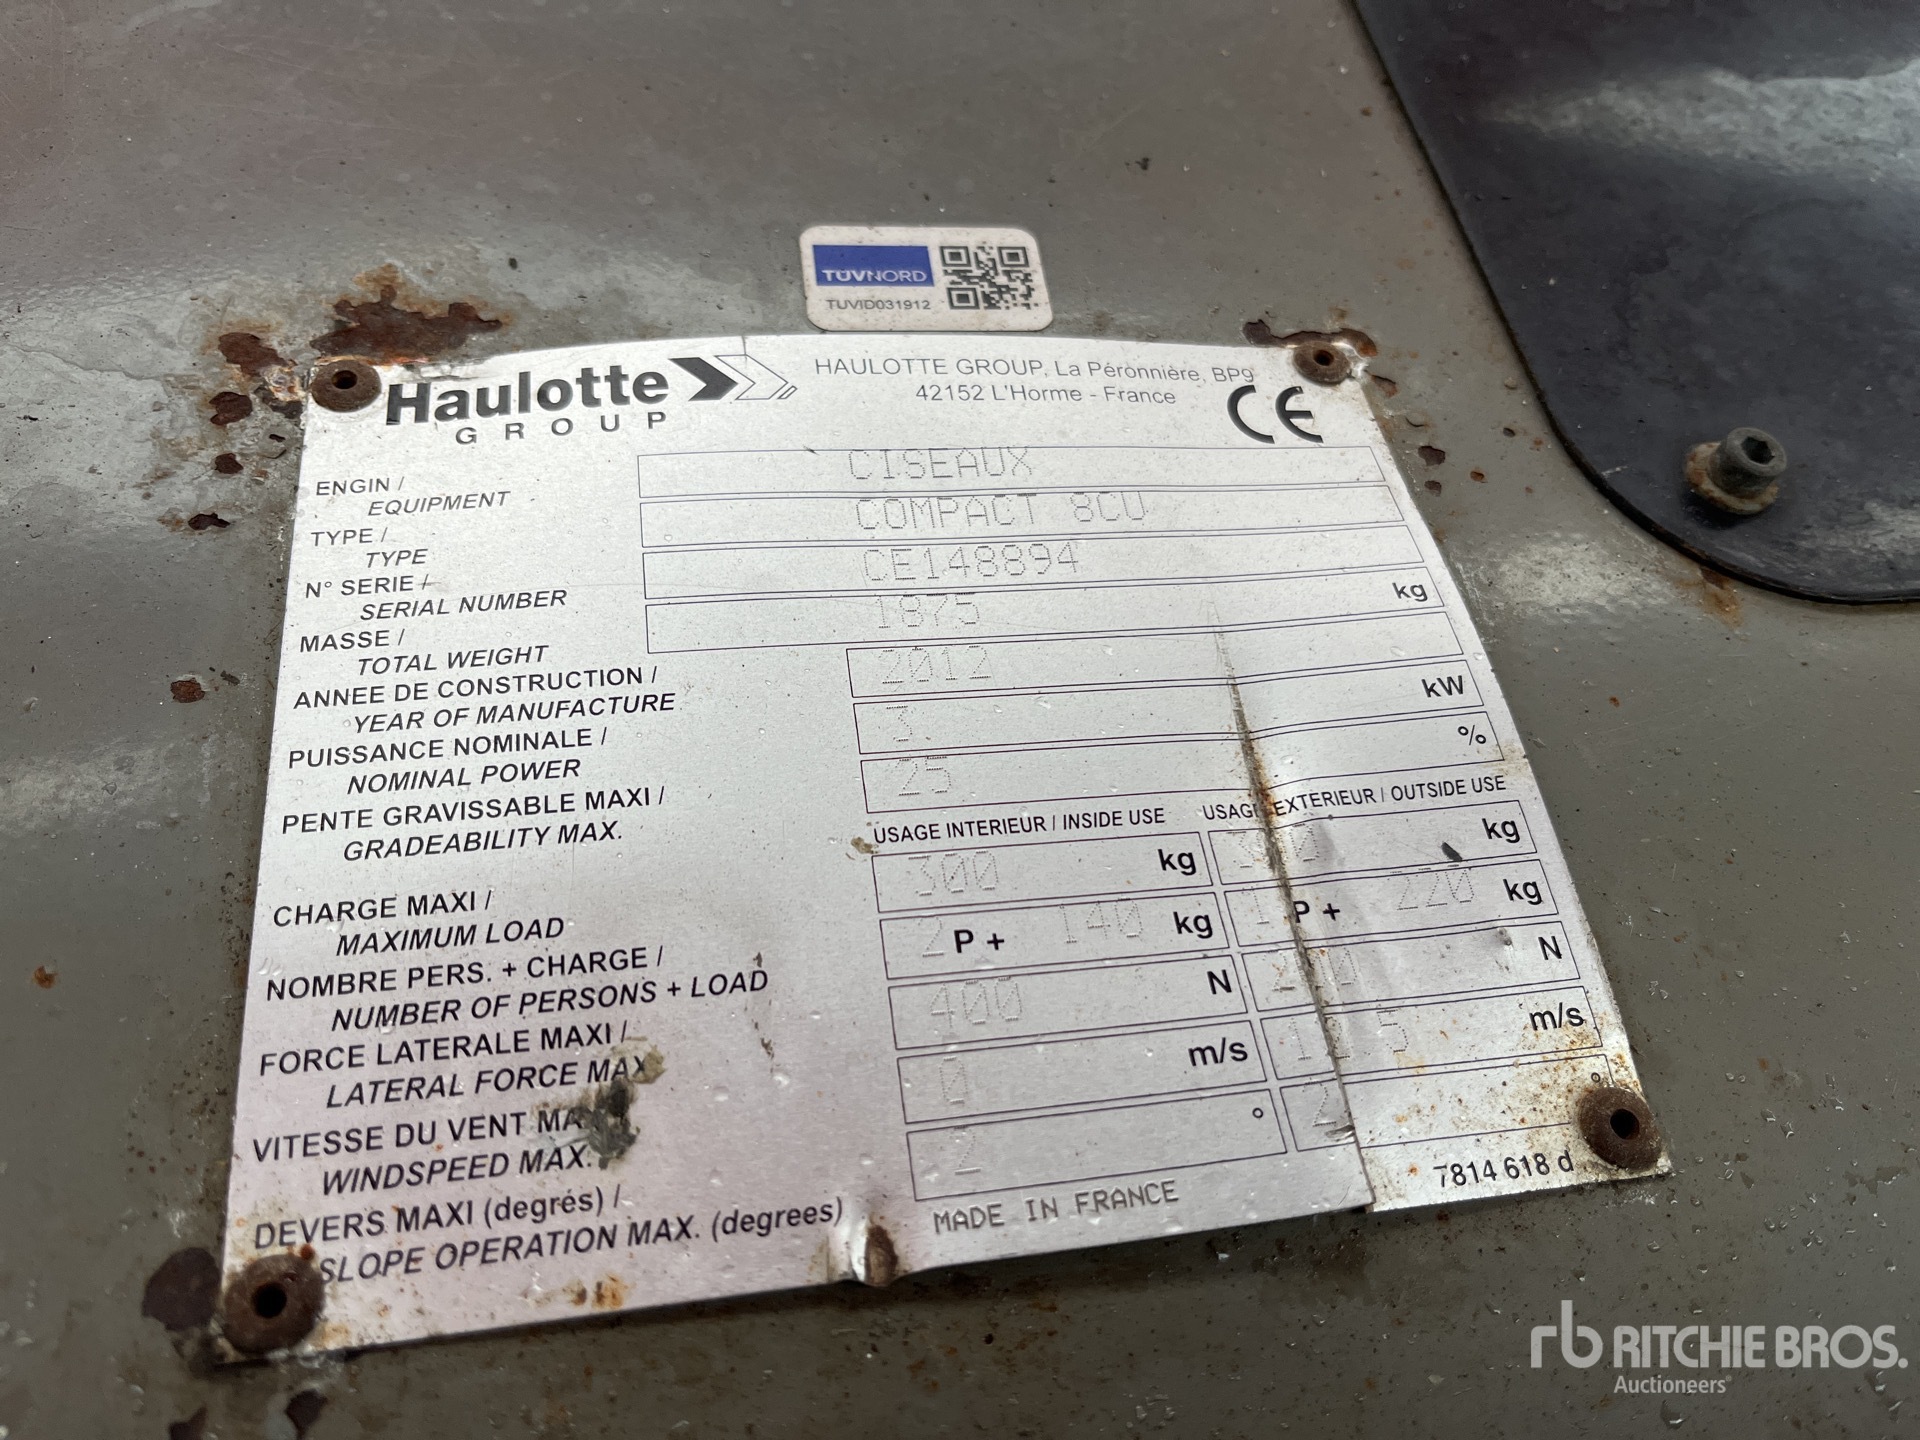 TÜVNORD
TUVID031912
Haulotte
GROUP
HAULOTTE GROUP, La Péronnière, BP9
42152 L'Horme - France
CE
ENGIN /
EQUIPMENT
CISEAUX
TYPE /
TYPE
COMPACT 8CU
N° SERIE /
SERIAL NUMBER
CE148894
MASSE /
TOTAL WEIGHT
1875 kg
ANNEE DE CONSTRUCTION /
YEAR OF MANUFACTURE
2012
PUISSANCE NOMINALE /
NOMINAL POWER
3 kW
PENTE GRAVISSABLE MAXI /
GRADEABILITY MAX.
25 %
USAGE INTERIEUR / INSIDE USE USAGE EXTERIEUR / OUTSIDE USE
CHARGE MAXI /
MAXIMUM LOAD
300 kg kg
NOMBRE PERS. + CHARGE /
NUMBER OF PERSONS + LOAD
2 P + 140 kg 1 P + 220 kg
FORCE LATERALE MAXI /
LATERAL FORCE MAX
400 N N
VITESSE DU VENT
WINDSPEED MAX.
0 m/s m/s
DEVERS MAXI (degrés) /
SLOPE OPERATION MAX. (degrees)
2 ° 2 °
MADE IN FRANCE
7814 618 d
rb RITCHIE BROS.
Auctioneers